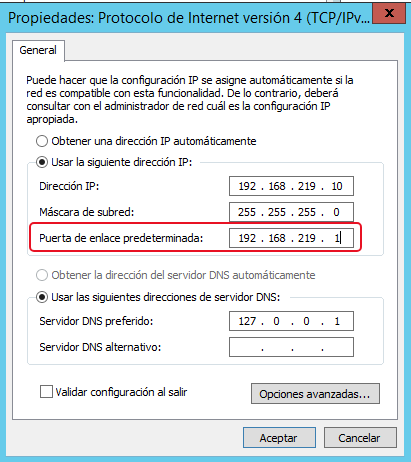 Propiedades: Protocolo de Internet versión 4 (TCP/IPv...
x
General
Puede hacer que la configuración IP se asigne automáticamente si la
red es compatible con esta funcionalidad. De lo contrario, deberá
consultar con el administrador de red cuál es la configuración IP
apropiada.
Obtener una dirección IP automáticamente
Usar la siguiente dirección IP:
Dirección IP: 192 . 168 . 219 . 10
Máscara de subred: 255 . 255 . 255 . 0
Puerta de enlace predeterminada: 192 . 168 . 219 . 1
Obtener la dirección del servidor DNS automáticamente
Usar las siguientes direcciones de servidor DNS:
Servidor DNS preferido: 127 . 0 . 0 . 1
Servidor DNS alternativo: . . .
Validar configuración al salir
Opciones avanzadas...
Aceptar Cancelar